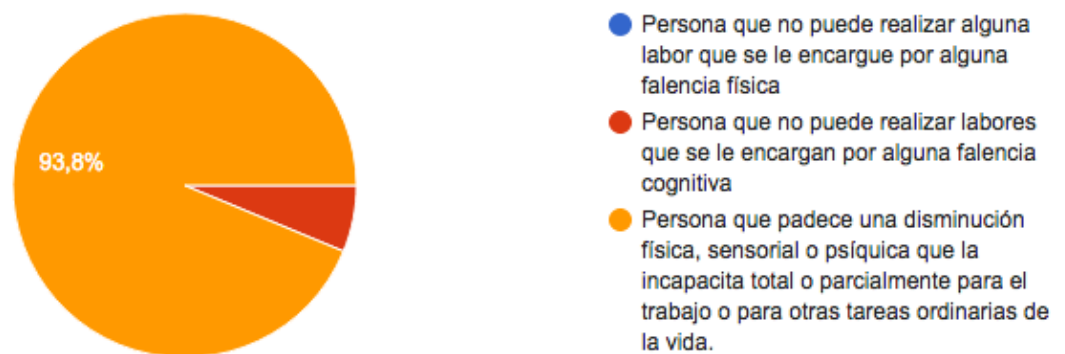 93,8%
Persona que no puede realizar alguna
labor que se le encargue por alguna
falencia física
Persona que no puede realizar labores
que se le encargan por alguna falencia
cognitiva
Persona que padece una disminución
física, sensorial o psíquica que la
incapacita total o parcialmente para el
trabajo o para otras tareas ordinarias de
la vida.